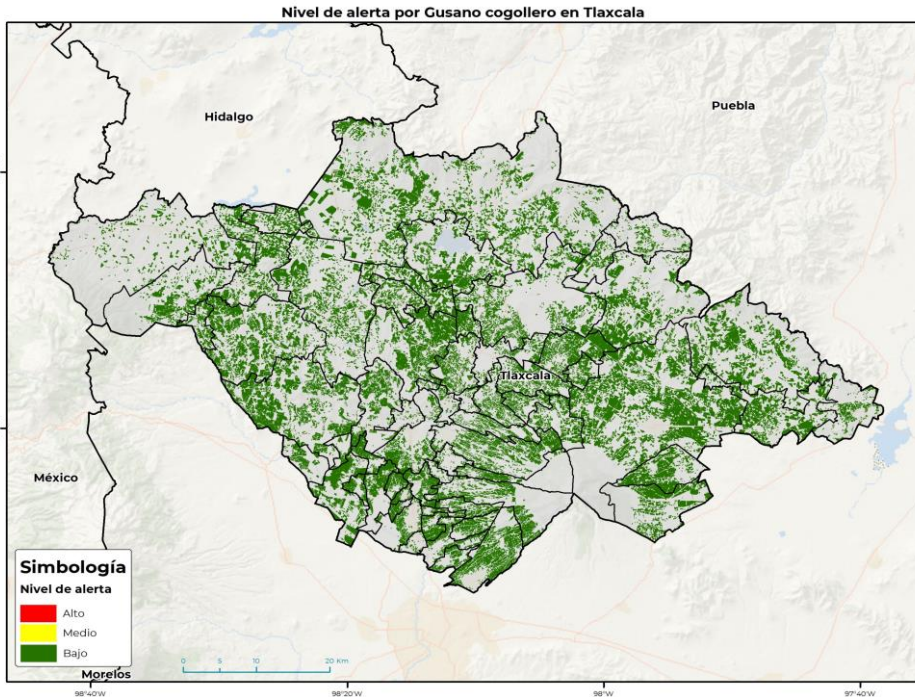 Nivel de alerta por Gusano cogollero en Tlaxcala
Hidalgo
Puebla
Tlaxcala
México
Simbología
Nivel de alerta
Alto
Medio
Bajo
0 5 10 20 Km
Morelos
98°40'W 98°20'W 98°W 97°40'W